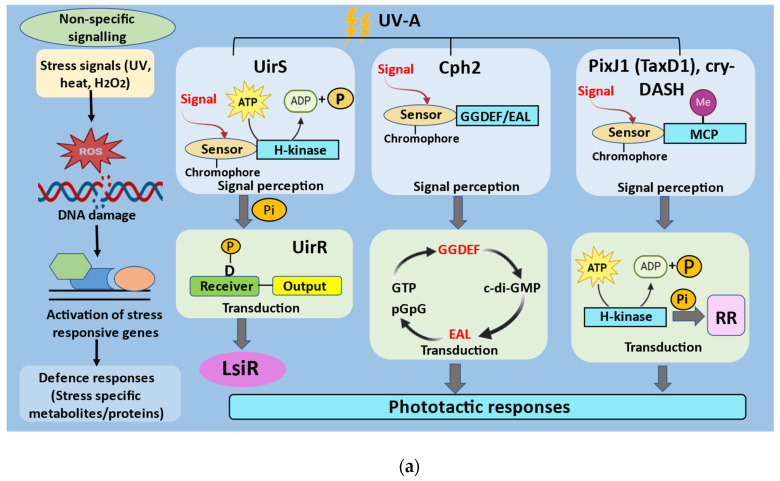 Non-specific
signalling
Stress signals (UV,
heat, H2O2)
ROS
DNA damage
Activation of stress
responsive genes
Defence responses
(Stress specific
metabolites/proteins)
UV-A
UirS
Signal
ATP
ADP
+
P
Sensor
H-kinase
Chromophore
Signal perception
Pi
P
UirR
D
Receiver
Output
Transduction
LsiR
Cph2
Signal
Sensor
GGDEF/EAL
Chromophore
Signal perception
GGDEF
GTP
c-di-GMP
pGpG
EAL
Transduction
PixJ1 (TaxD1), cry-
DASH
Signal
Me
Sensor
MCP
Chromophore
Signal perception
ATP
ADP
+
P
Pi
H-kinase
RR
Transduction
Phototactic responses
(a)